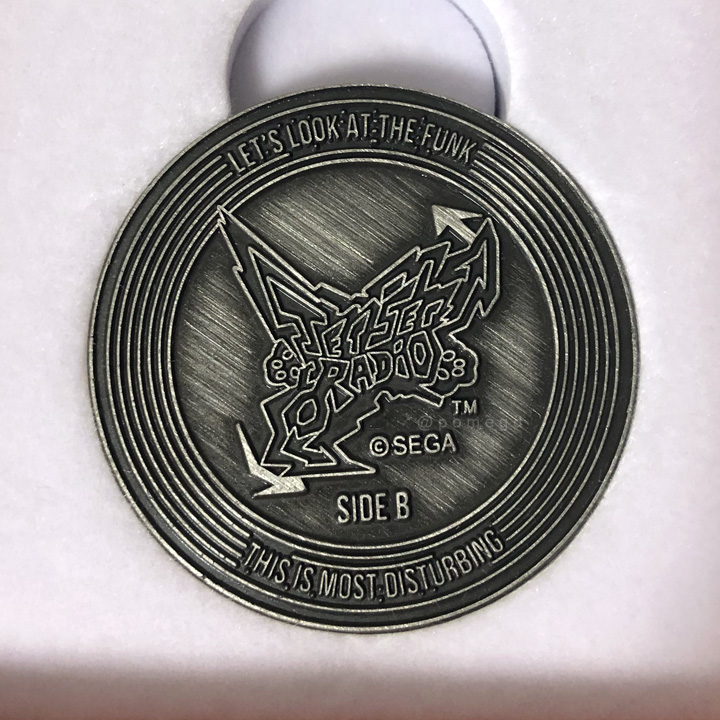 LET'S LOOK AT THE FUNK
JET SET
RADIO
TM
©SEGA
SIDE B
THIS IS MOST DISTURBING